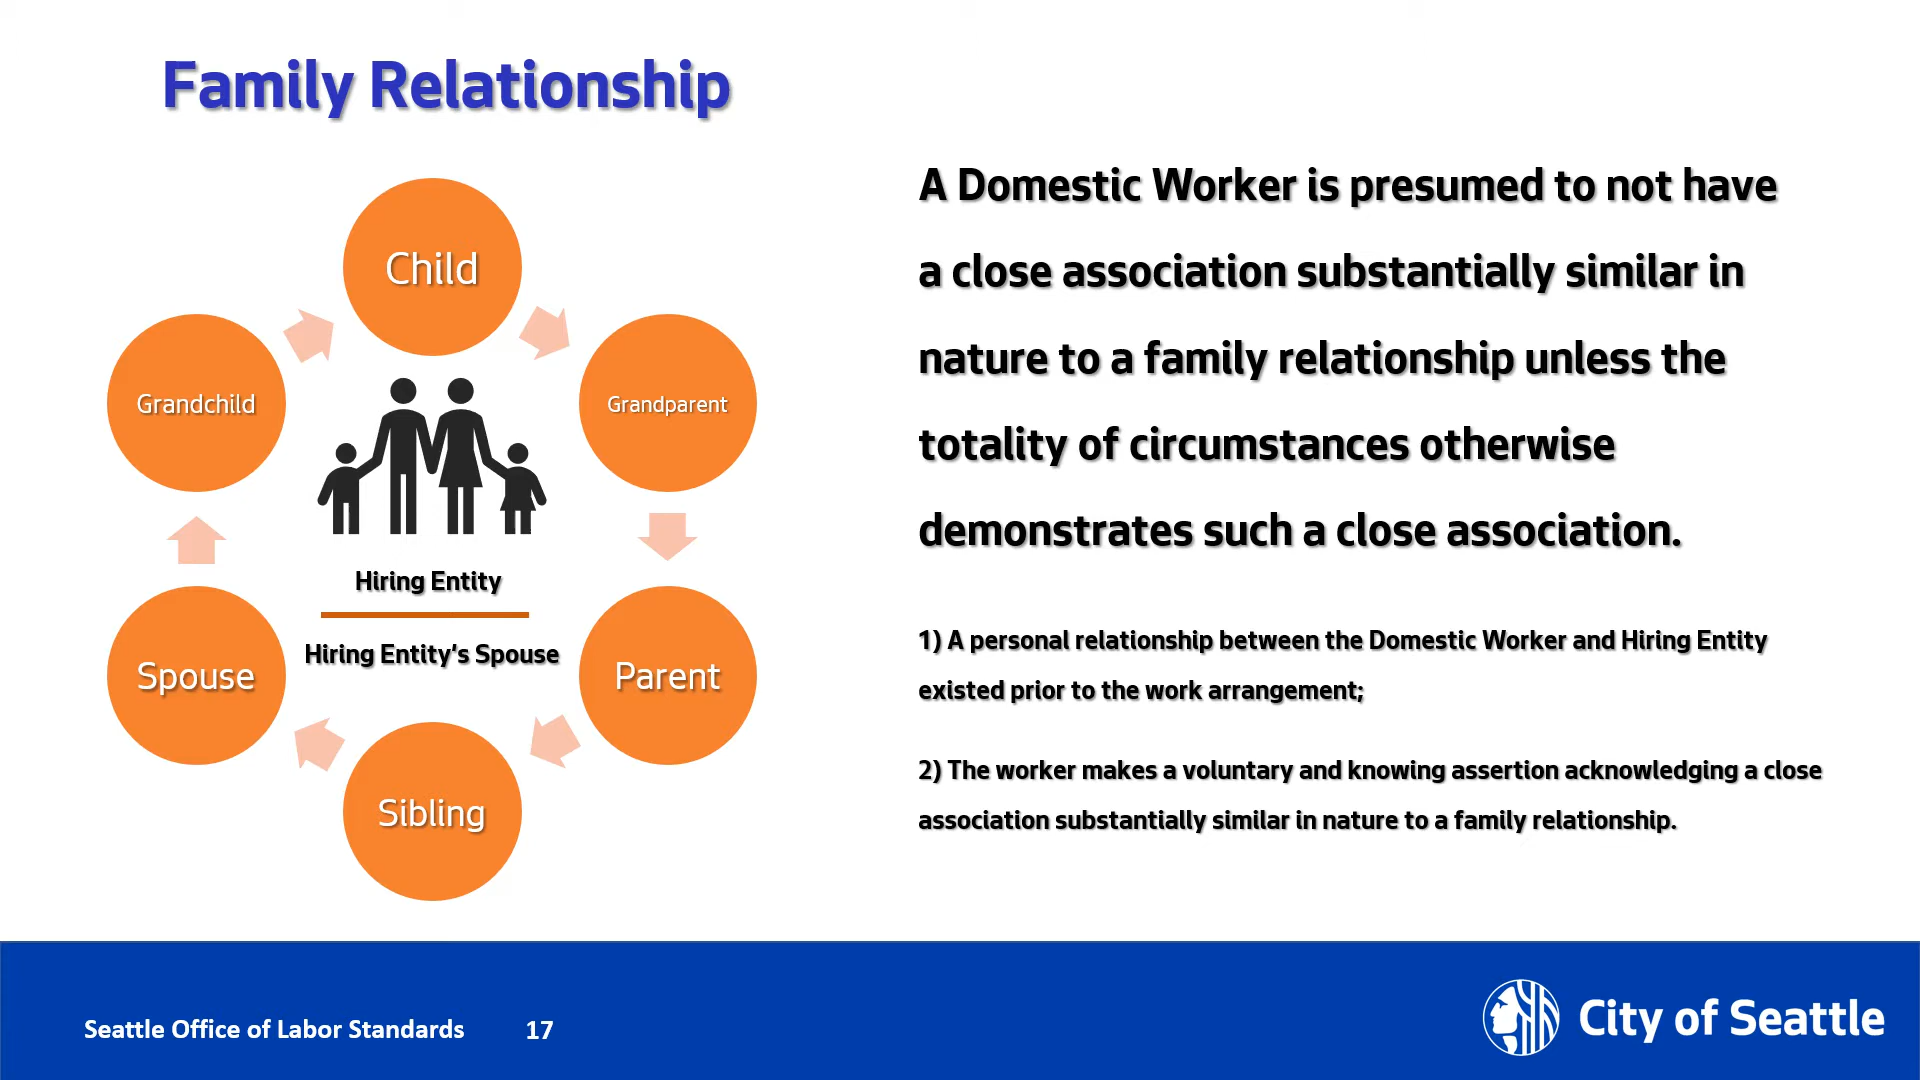 Family Relationship
Child
Grandchild
Grandparent
Hiring Entity
Hiring Entity's Spouse
Spouse
Parent
Sibling
A Domestic Worker is presumed to not have
a close association substantially similar in
nature to a family relationship unless the
totality of circumstances otherwise
demonstrates such a close association.
1) A personal relationship between the Domestic Worker and Hiring Entity
existed prior to the work arrangement;
2) The worker makes a voluntary and knowing assertion acknowledging a close
association substantially similar in nature to a family relationship.
Seattle Office of Labor Standards 17
City of Seattle